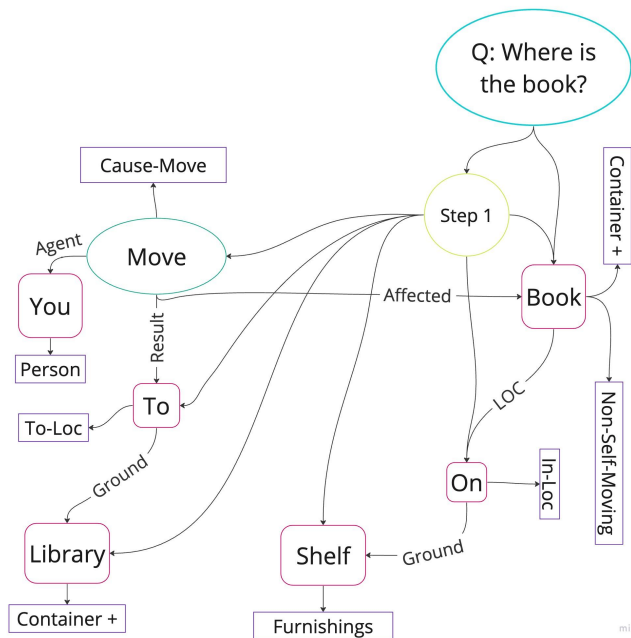 Q: Where is
the book?
Cause-Move
Container +
Step 1
Agent
Move
You
Affected
Book
Result
Person
To
LOC
To-Loc
Non-Self-Moving
Ground
On
In-Loc
Library
Shelf
Ground
Container +
Furnishings
mi